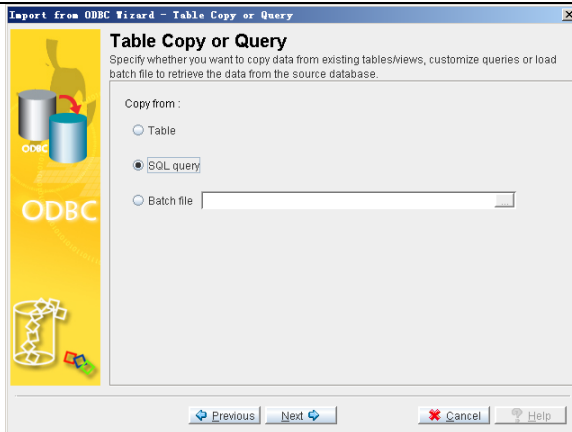 Import from ODBC Wizard - Table Copy or Query
Table Copy or Query
Specify whether you want to copy data from existing tables/views, customize queries or load
batch file to retrieve the data from the source database.
Copy from :
Table
SQL query
Batch file
...
ODBC
ODBC
Previous
Next
Cancel
Help